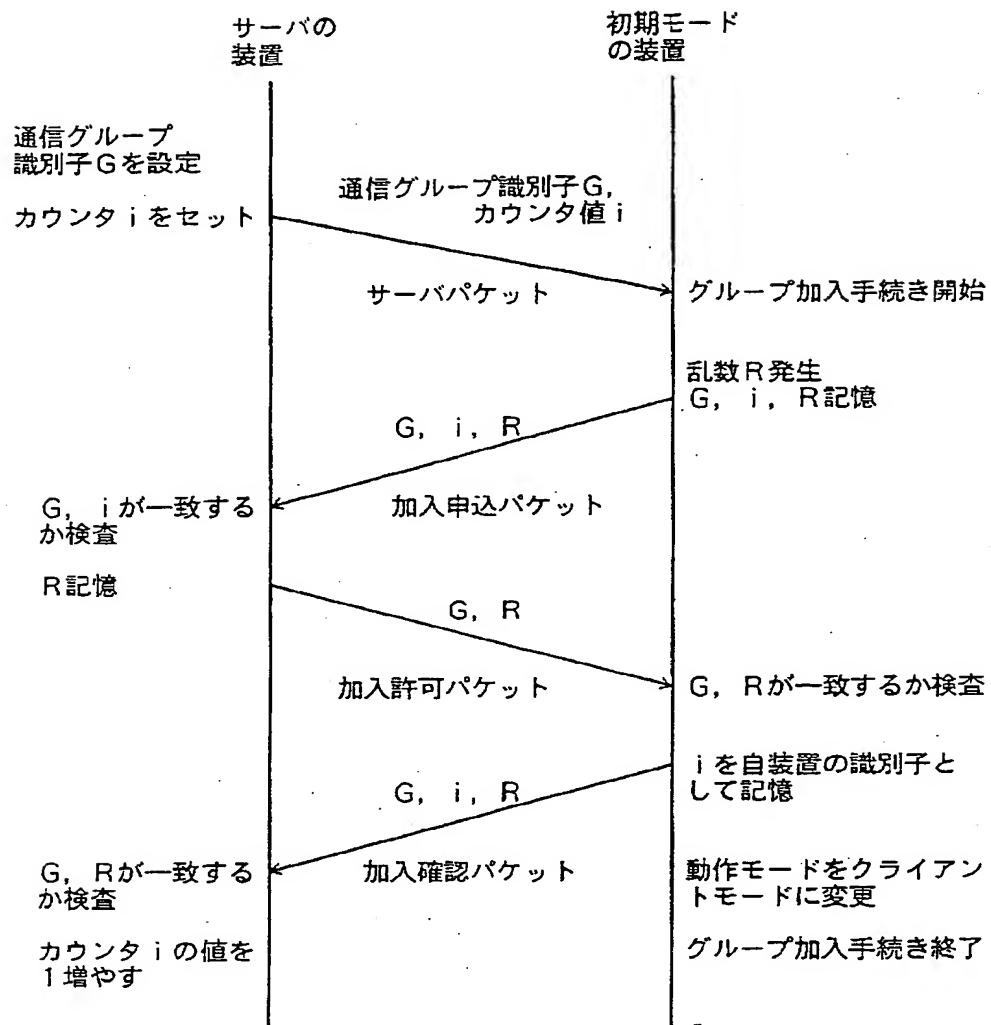 サーバの
装置
初期モード
の装置
通信グループ
識別子Gを設定
カウンタiをセット
通信グループ識別子G,
カウンタ値i
サーバパケット
グループ加入手続き開始
乱数R発生
G, i, R記憶
G, i, R
加入申込パケット
G, iが一致する
か検査
R記憶
G, R
加入許可パケット
G, Rが一致するか検査
iを自装置の識別子と
して記憶
G, i, R
加入確認パケット
G, Rが一致する
か検査
動作モードをクライアン
トモードに変更
カウンタiの値を
1増やす
グループ加入手続き終了